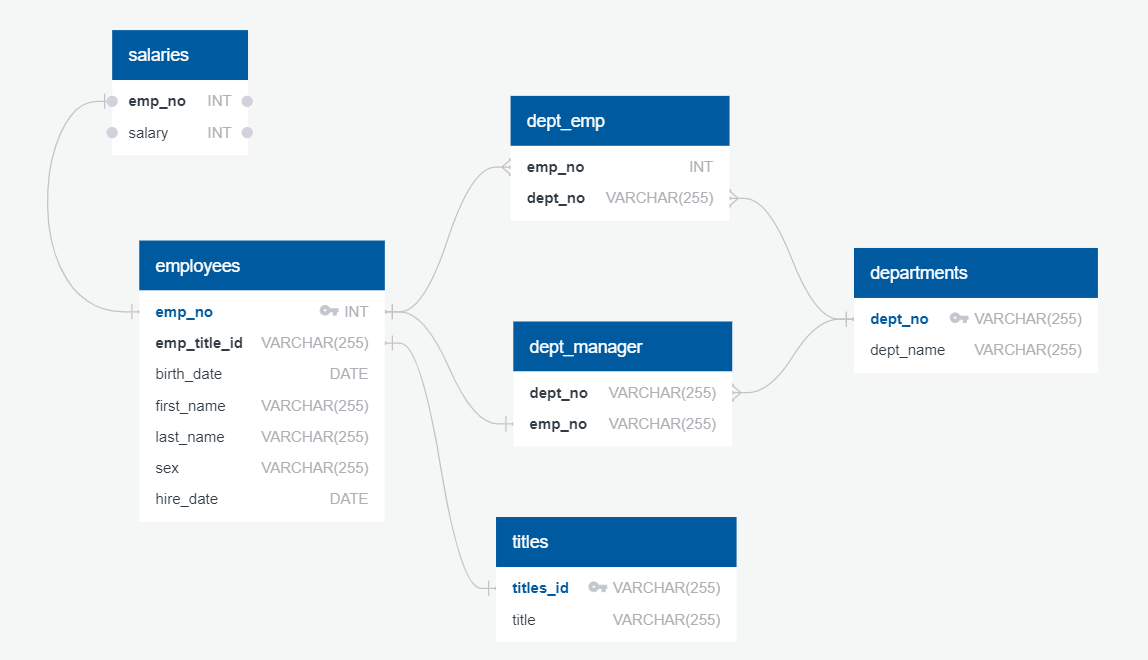 salaries
emp_no INT
salary INT
employees
emp_no INT
emp_title_id VARCHAR(255)
birth_date DATE
first_name VARCHAR(255)
last_name VARCHAR(255)
sex VARCHAR(255)
hire_date DATE
dept_emp
emp_no INT
dept_no VARCHAR(255)
dept_manager
dept_no VARCHAR(255)
emp_no VARCHAR(255)
titles
titles_id VARCHAR(255)
title VARCHAR(255)
departments
dept_no VARCHAR(255)
dept_name VARCHAR(255)